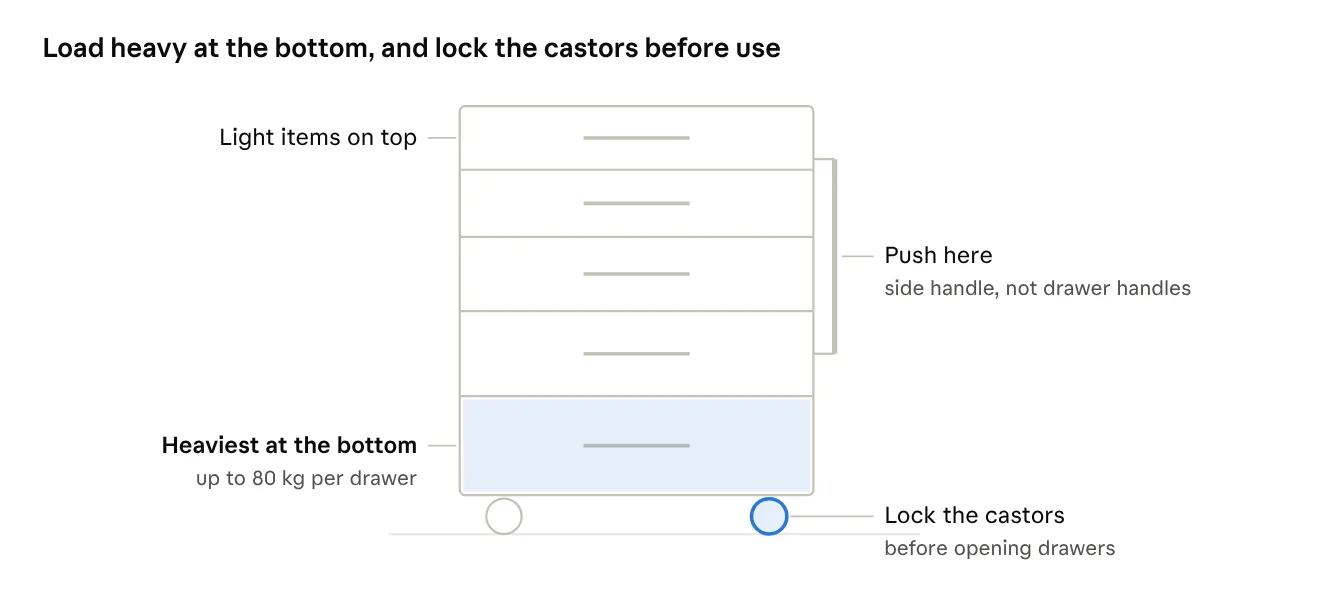 Load heavy at the bottom, and lock the castors before use
Light items on top
Push here
side handle, not drawer handles
Heaviest at the bottom
up to 80 kg per drawer
Lock the castors
before opening drawers